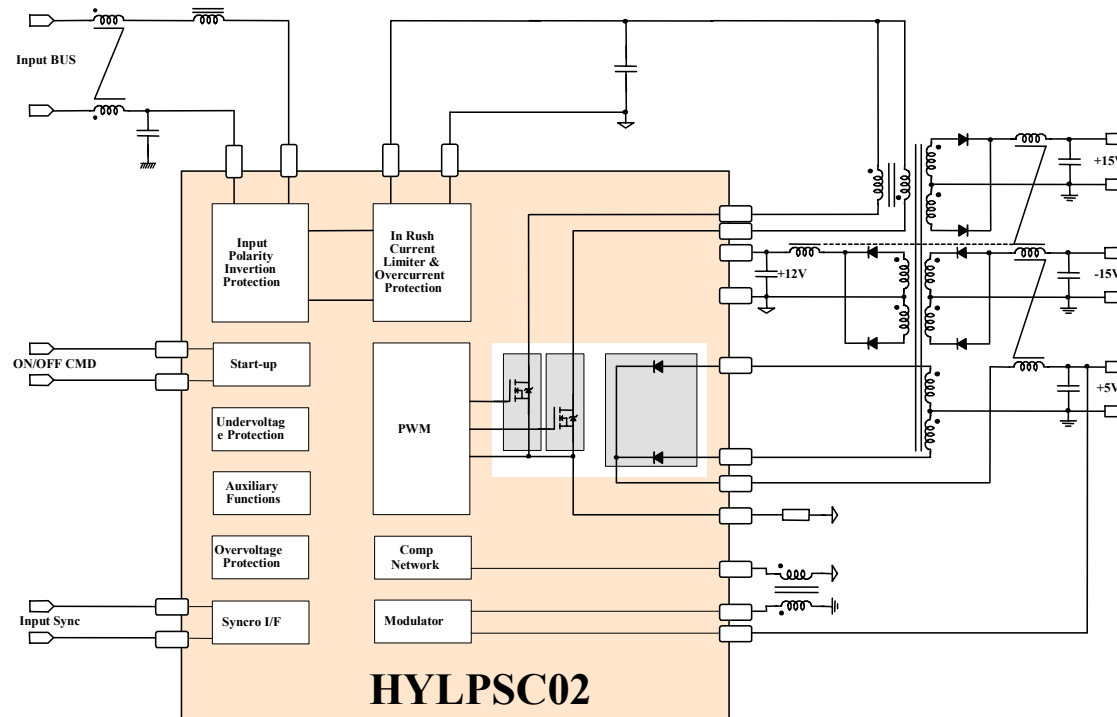 Input BUS
Input
Polarity
Invertion
Protection
In Rush
Current
Limiter &
Overcurrent
Protection
+15V
+12V
-15V
ON/OFF CMD
Start-up
+5V
Undervoltag
e Protection
PWM
Auxiliary
Functions
Overvoltage
Protection
Comp
Network
Input Sync
Syncro I/F
Modulator
HYLPSC02